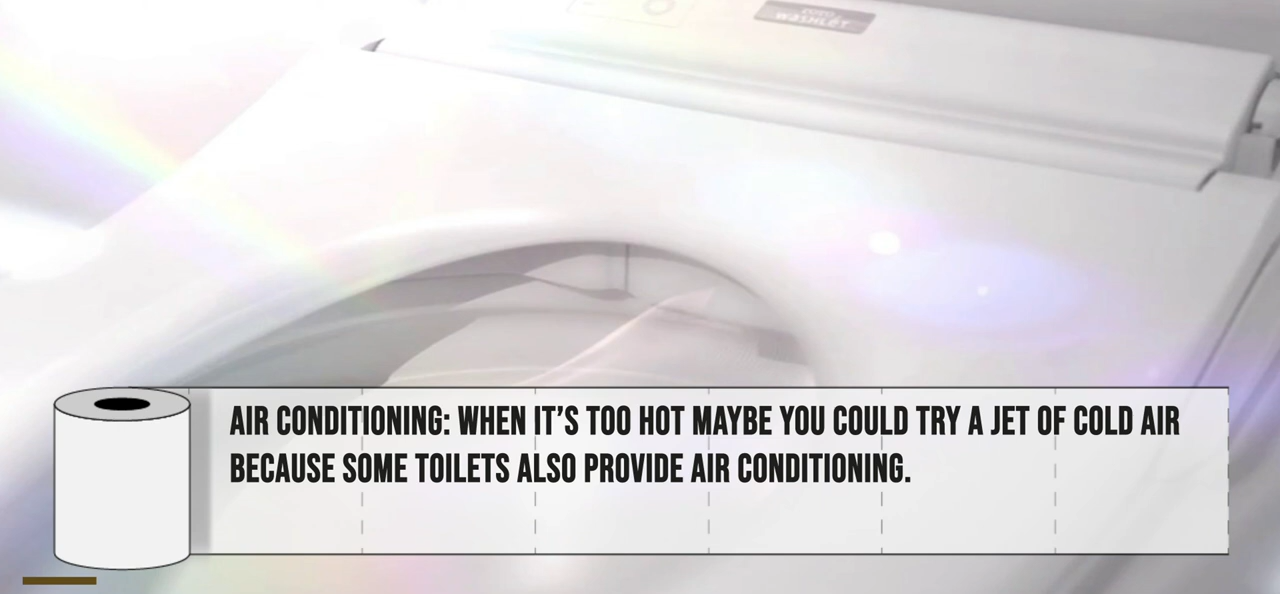 WASHLET
AIR CONDITIONING: WHEN IT’S TOO HOT MAYBE YOU COULD TRY A JET OF COLD AIR
BECAUSE SOME TOILETS ALSO PROVIDE AIR CONDITIONING.